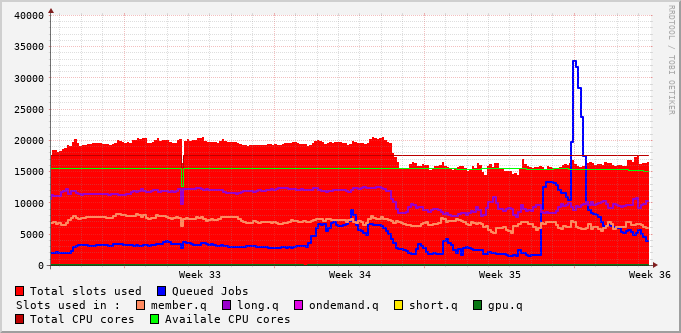 40000
35000
30000
25000
20000
15000
10000
5000
0
Week 33 Week 34 Week 35 Week 36
RRDTOOL / TOBI OETIKER
Total slots used Queued Jobs
Slots used in : member.q long.q ondemand.q short.q gpu.q
Total CPU cores Availale CPU cores